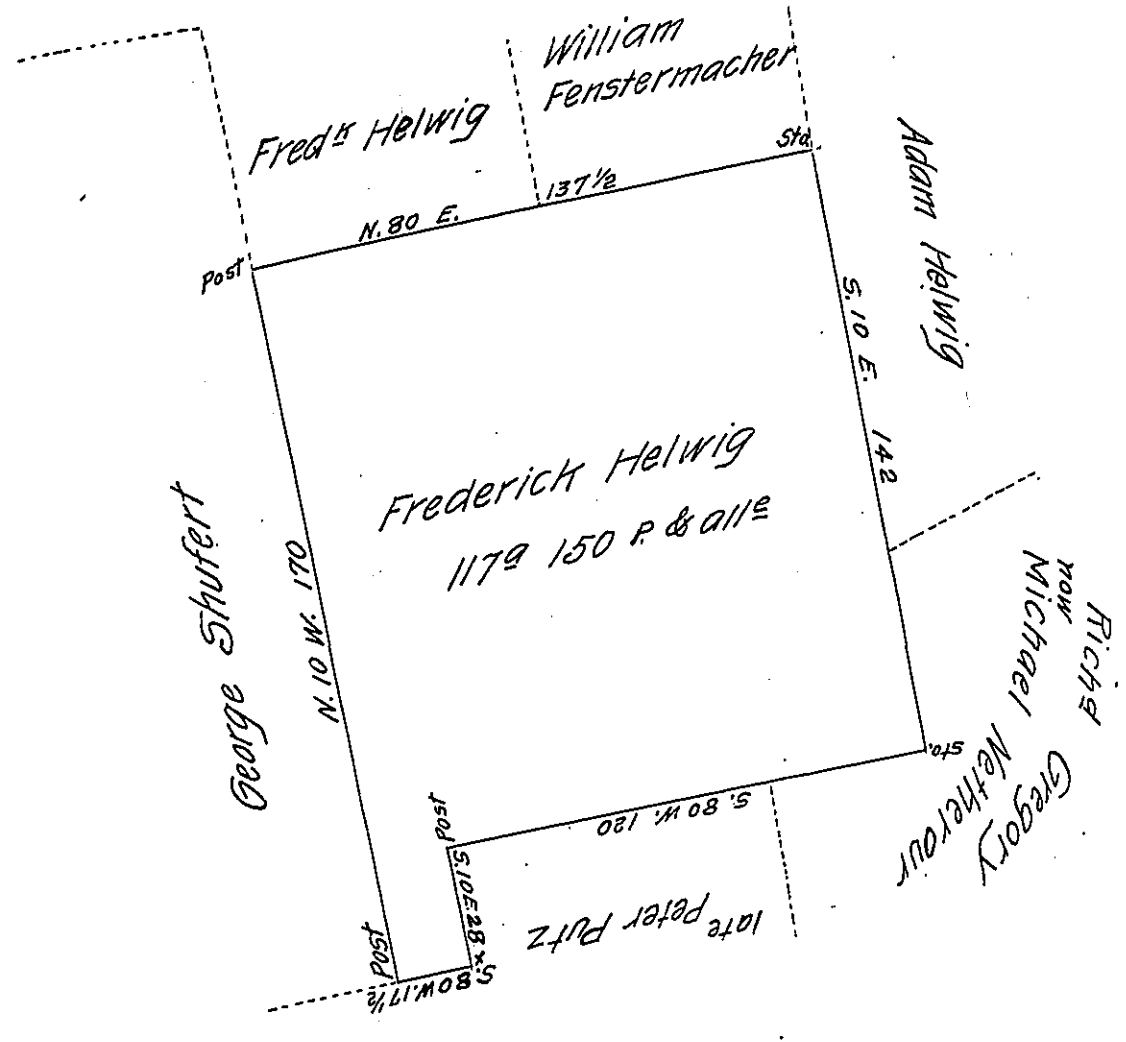 William
Fenstermacher
Fredk Helwig
Std.
137½
N. 80 E.
Post
Adam Helwig
S. 10 E. 142
Frederick Helwig
117a 150 P. & alle
George Shufert
N. 10 W. 170
Richd Gregory
now
Michael Netherour
Sto.
S. 80 W. 120
Post
S. 10 E. 28
late Peter Putz
Post
S. 80 W. 17½